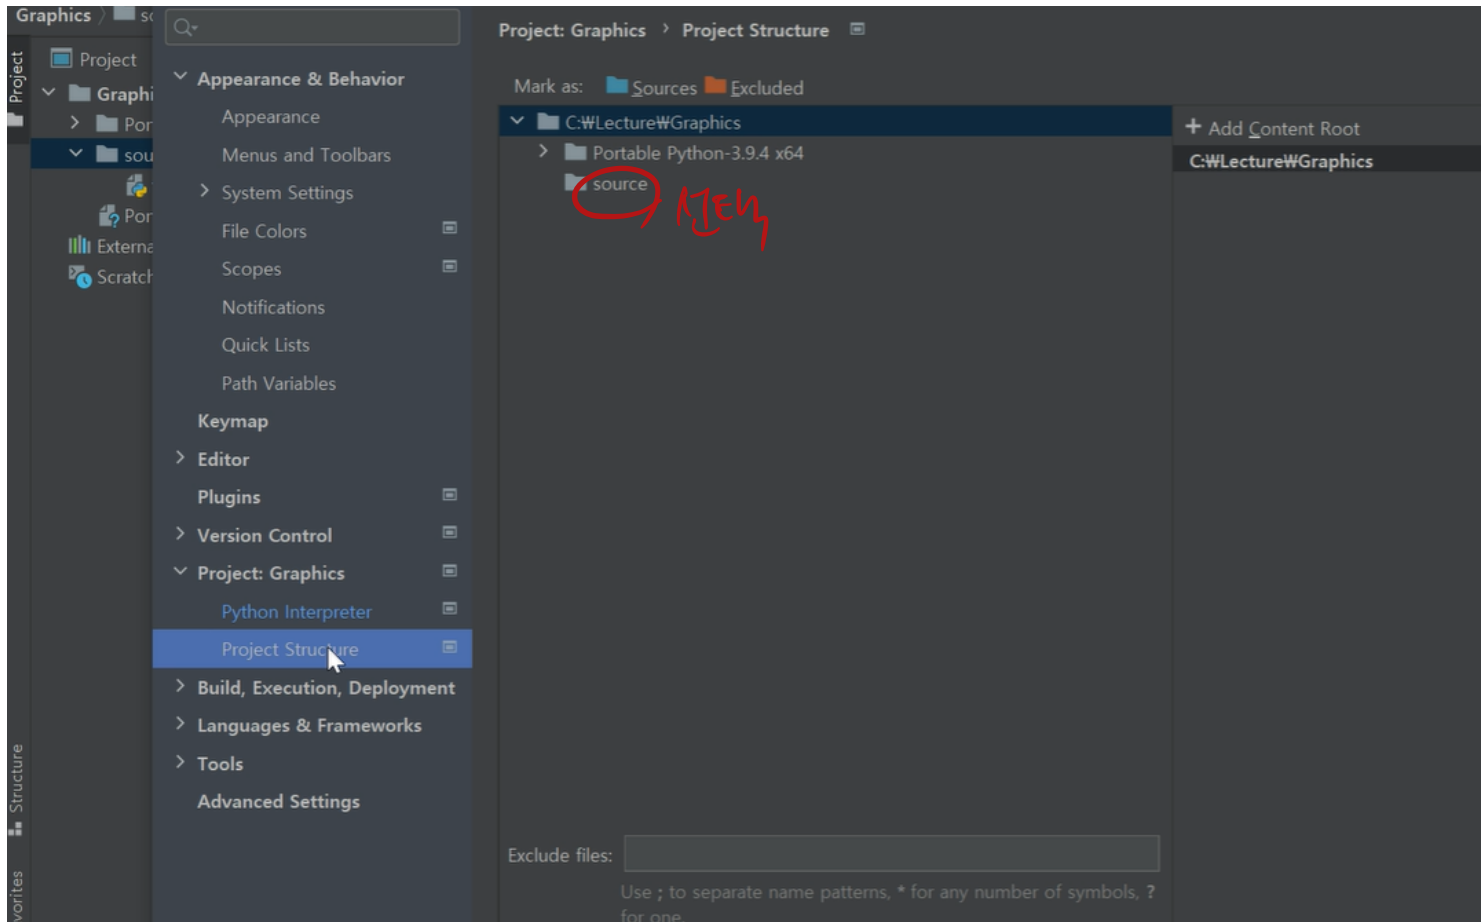 Graphics
Project
Project
Graphi
Por
sou
Por
Externa
Scratch
Structure
vorites
Appearance & Behavior
Appearance
Menus and Toolbars
System Settings
File Colors
Scopes
Notifications
Quick Lists
Path Variables
Keymap
Editor
Plugins
Version Control
Project: Graphics
Python Interpreter
Project Structure
Build, Execution, Deployment
Languages & Frameworks
Tools
Advanced Settings
Project: Graphics › Project Structure
Mark as: Sources Excluded
C:₩Lecture₩Graphics
Portable Python-3.9.4 x64
source
선택
+ Add Content Root
C:₩Lecture₩Graphics
Exclude files:
Use ; to separate name patterns, * for any number of symbols, ?
for one